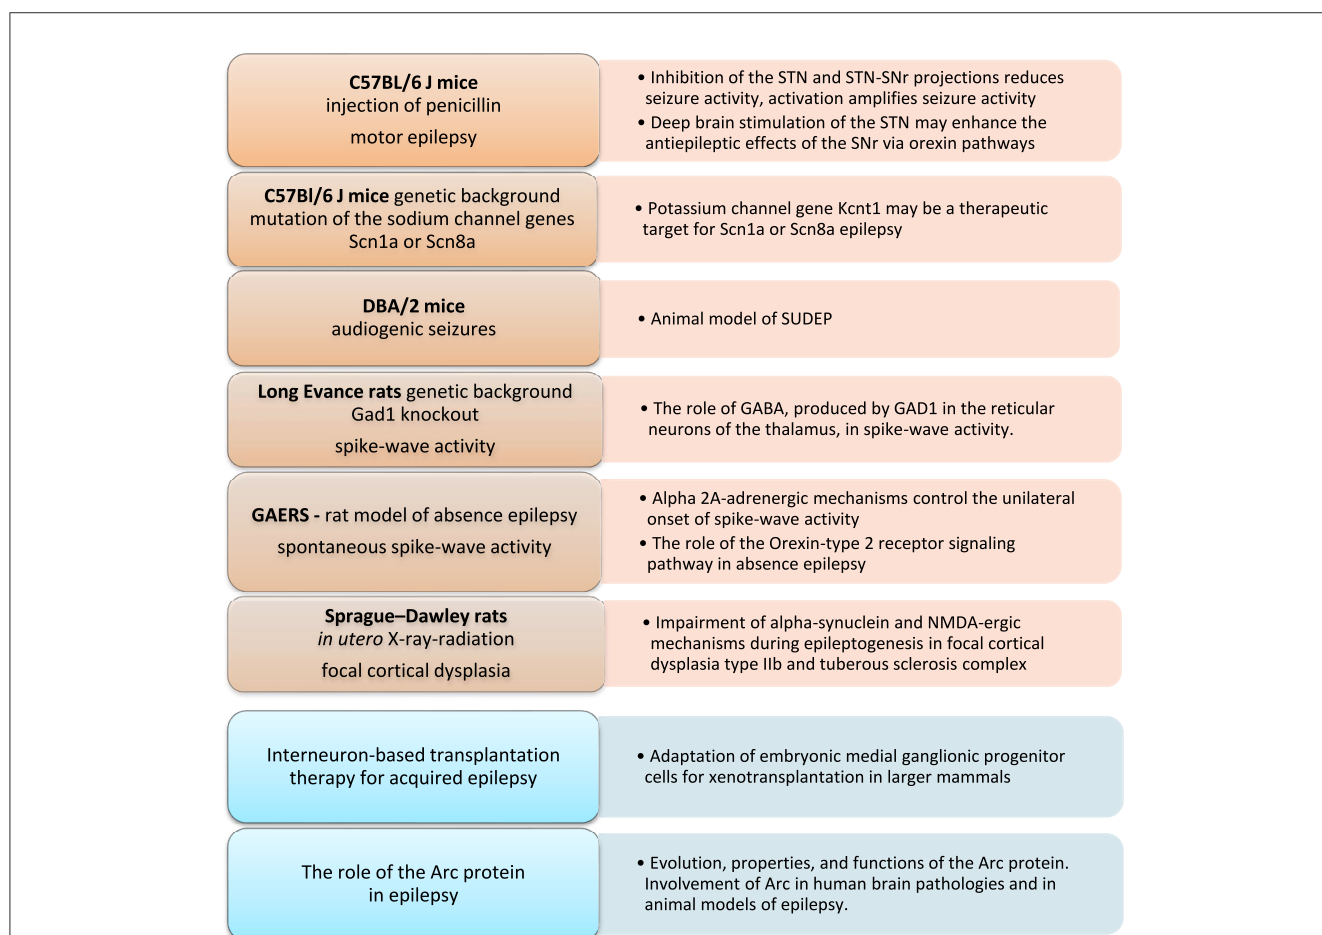 C57BL/6 J mice
injection of penicillin
motor epilepsy
• Inhibition of the STN and STN-SNr projections reduces
seizure activity, activation amplifies seizure activity
• Deep brain stimulation of the STN may enhance the
antiepileptic effects of the SNr via orexin pathways
C57Bl/6 J mice genetic background
mutation of the sodium channel genes
Scn1a or Scn8a
• Potassium channel gene Kcnt1 may be a therapeutic
target for Scn1a or Scn8a epilepsy
DBA/2 mice
audiogenic seizures
• Animal model of SUDEP
Long Evance rats genetic background
Gad1 knockout
spike-wave activity
• The role of GABA, produced by GAD1 in the reticular
neurons of the thalamus, in spike-wave activity.
GAERS - rat model of absence epilepsy
spontaneous spike-wave activity
• Alpha 2A-adrenergic mechanisms control the unilateral
onset of spike-wave activity
• The role of the Orexin-type 2 receptor signaling
pathway in absence epilepsy
Sprague–Dawley rats
in utero X-ray-radiation
focal cortical dysplasia
• Impairment of alpha-synuclein and NMDA-ergic
mechanisms during epileptogenesis in focal cortical
dysplasia type IIb and tuberous sclerosis complex
Interneuron-based transplantation
therapy for acquired epilepsy
• Adaptation of embryonic medial ganglionic progenitor
cells for xenotransplantation in larger mammals
The role of the Arc protein
in epilepsy
• Evolution, properties, and functions of the Arc protein.
Involvement of Arc in human brain pathologies and in
animal models of epilepsy.